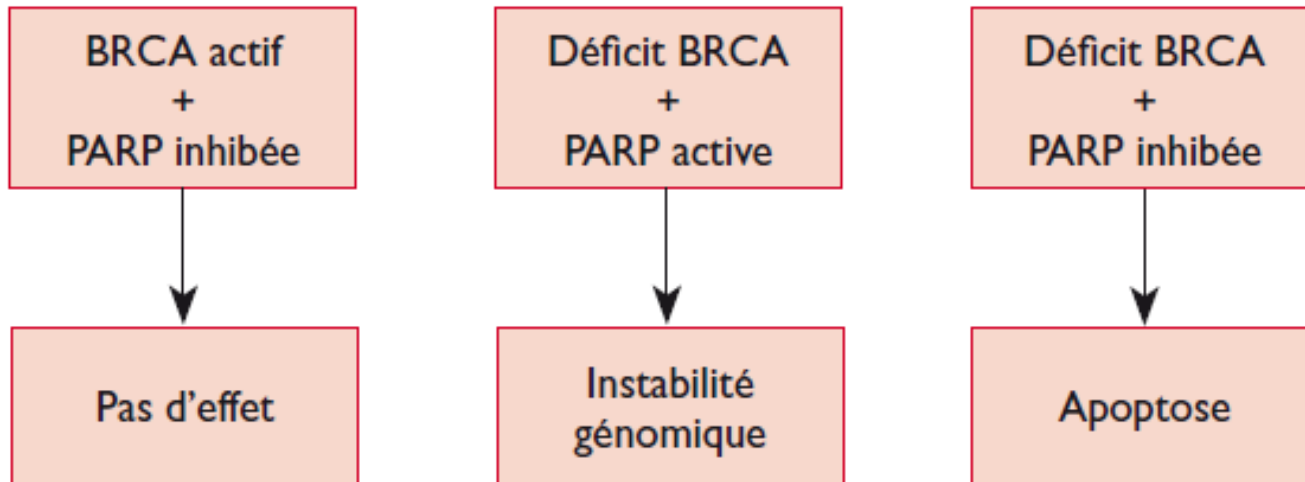 BRCA actif
+
PARP inhibée
Déficit BRCA
+
PARP active
Déficit BRCA
+
PARP inhibée
Pas d’effet
Instabilité
génomique
Apoptose